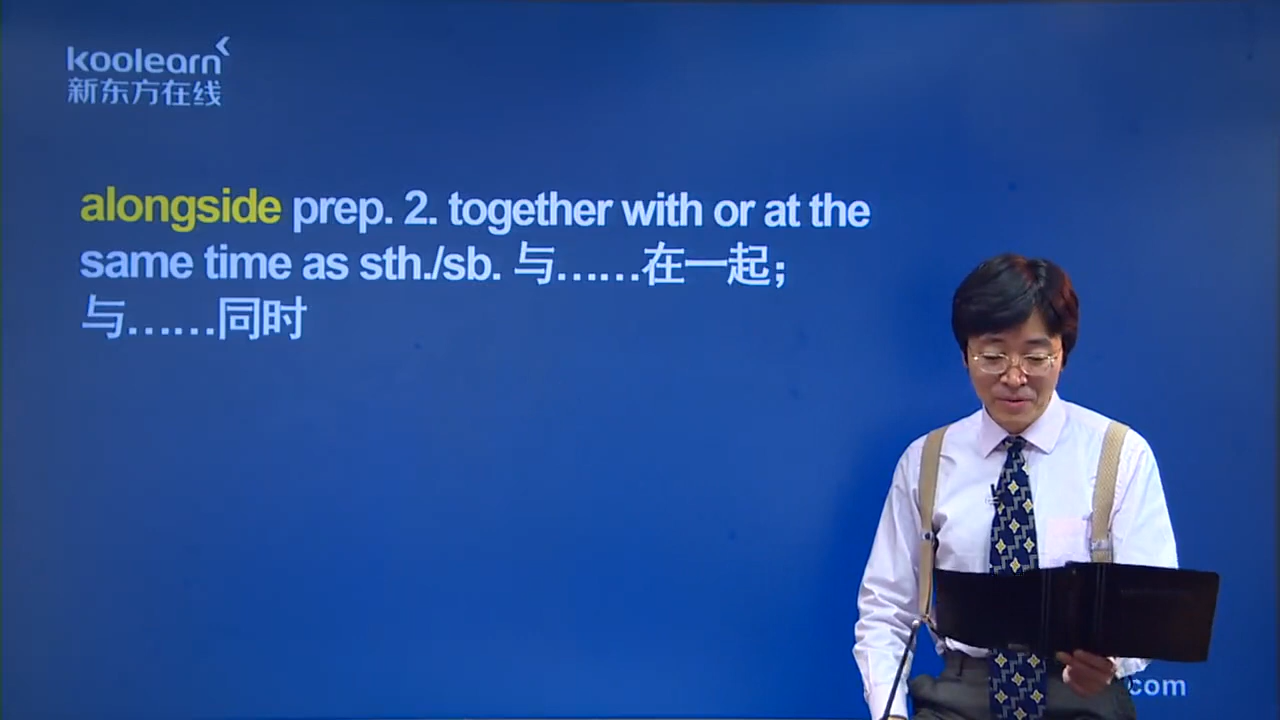 koolearn
新东方在线
alongside prep. 2. together with or at the
same time as sth./sb. 与……在一起；
与……同时
.com